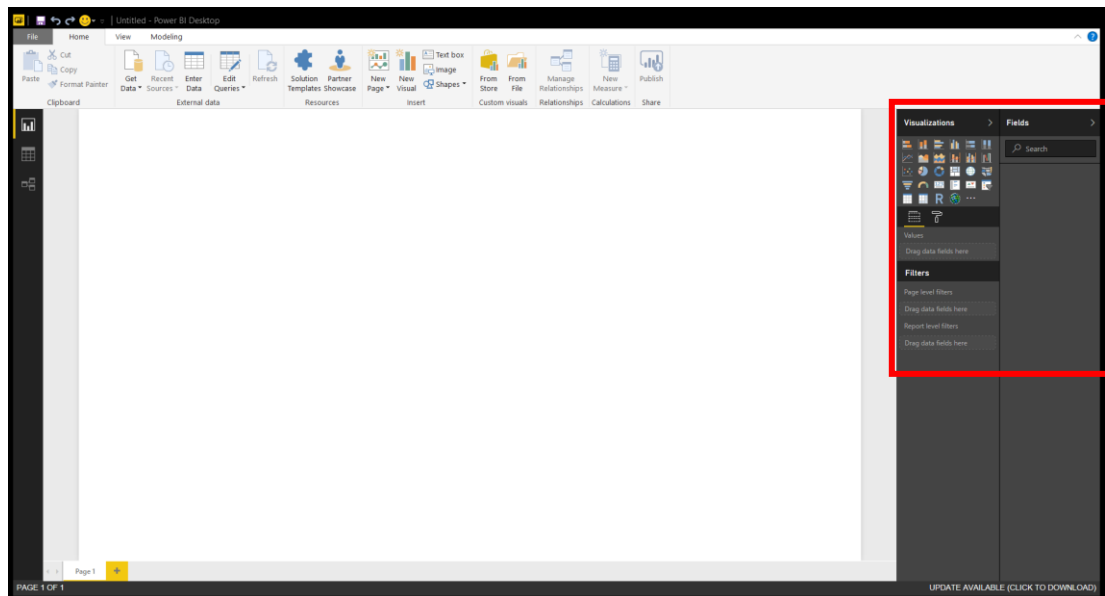 Untitled - Power BI Desktop
File Home View Modeling
Paste
Cut
Copy
Format Painter
Clipboard
Get Data
Recent Sources
Enter Data
Edit Queries
Refresh
External data
Solution Templates
Partner Showcase
Resources
New Page
New Visual
Text box
Image
Shapes
Insert
From Store
From File
Custom visuals
Manage Relationships
Relationships
New Measure
Calculations
Publish
Share
Visualizations
R
Values
Drag data fields here
Filters
Page level filters
Drag data fields here
Report level filters
Drag data fields here
Fields
Search
Page 1
PAGE 1 OF 1
UPDATE AVAILABLE (CLICK TO DOWNLOAD)